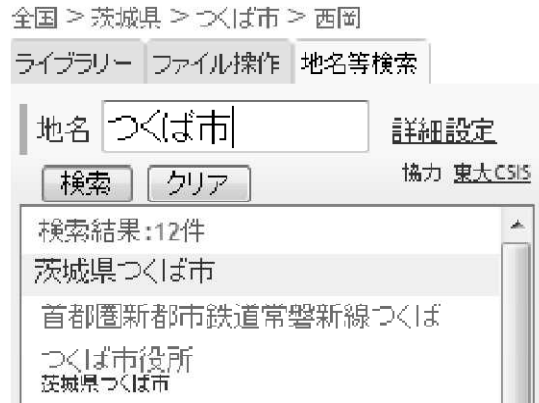 全国 > 茨城県 > つくば市 > 西岡
ライブラリー ファイル操作 地名等検索
地名 つくば市 詳細設定
検索 クリア 協力 東大CSIS
検索結果:12件
茨城県つくば市
首都圏新都市鉄道常磐新線つくば
つくば市役所
茨城県つくば市